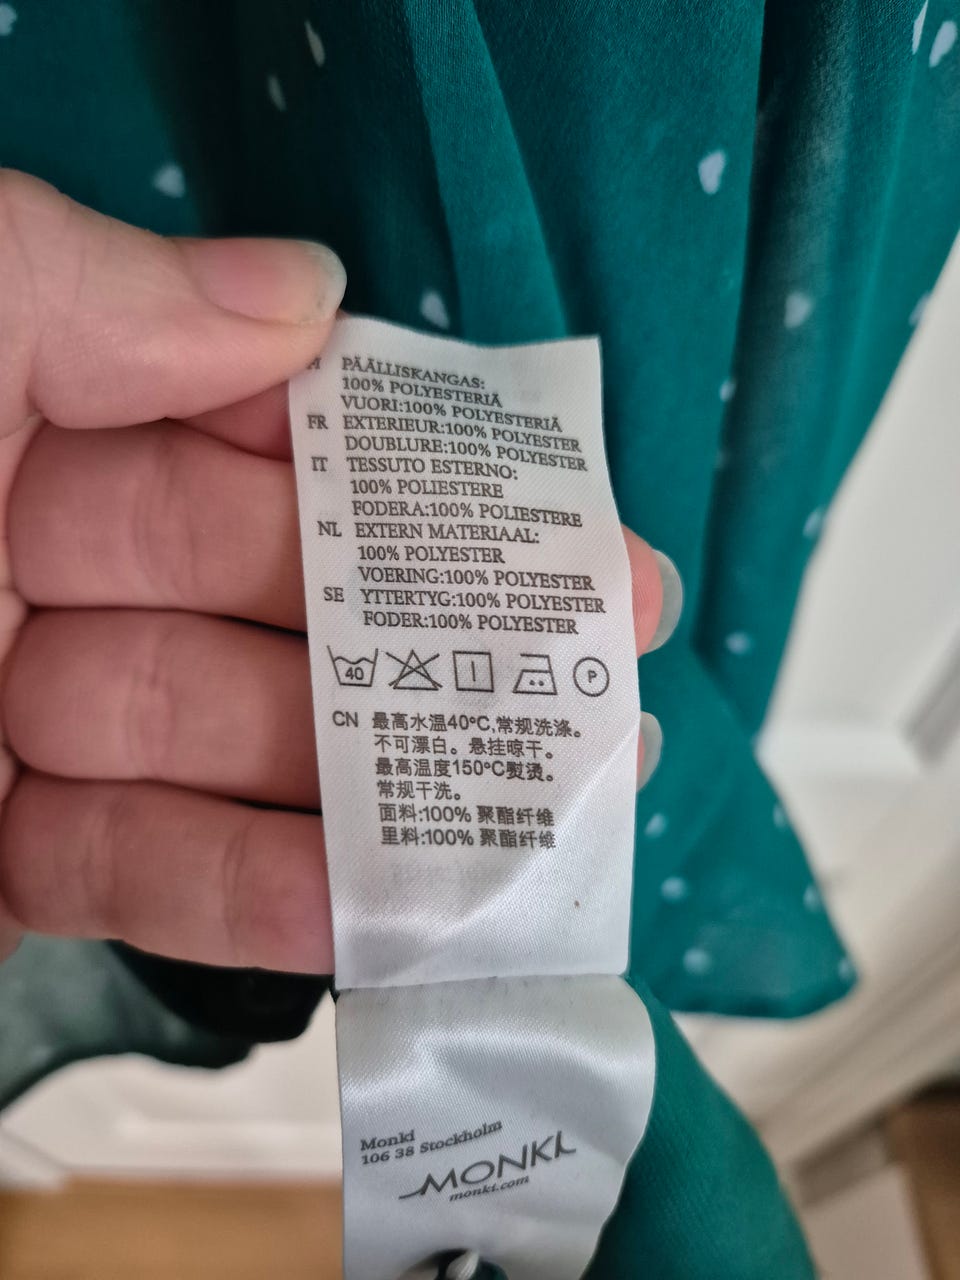 PÄÄLLISKANGAS:
100% POLYESTERIÄ
VUORI:100% POLYESTERIÄ
FR EXTERIEUR:100% POLYESTER
DOUBLURE:100% POLYESTER
IT TESSUTO ESTERNO:
100% POLIESTERE
FODERA:100% POLIESTERE
NL EXTERN MATERIAAL:
100% POLYESTER
VOERING:100% POLYESTER
SE YTTERTYG:100% POLYESTER
FODER:100% POLYESTER
40 P
CN 最高水温40°C,常规洗涤。
不可漂白。悬挂晾干。
最高温度150°C熨烫。
常规干洗。
面料:100% 聚酯纤维
里料:100% 聚酯纤维
Monki
106 38 Stockholm
MONKI
monki.com